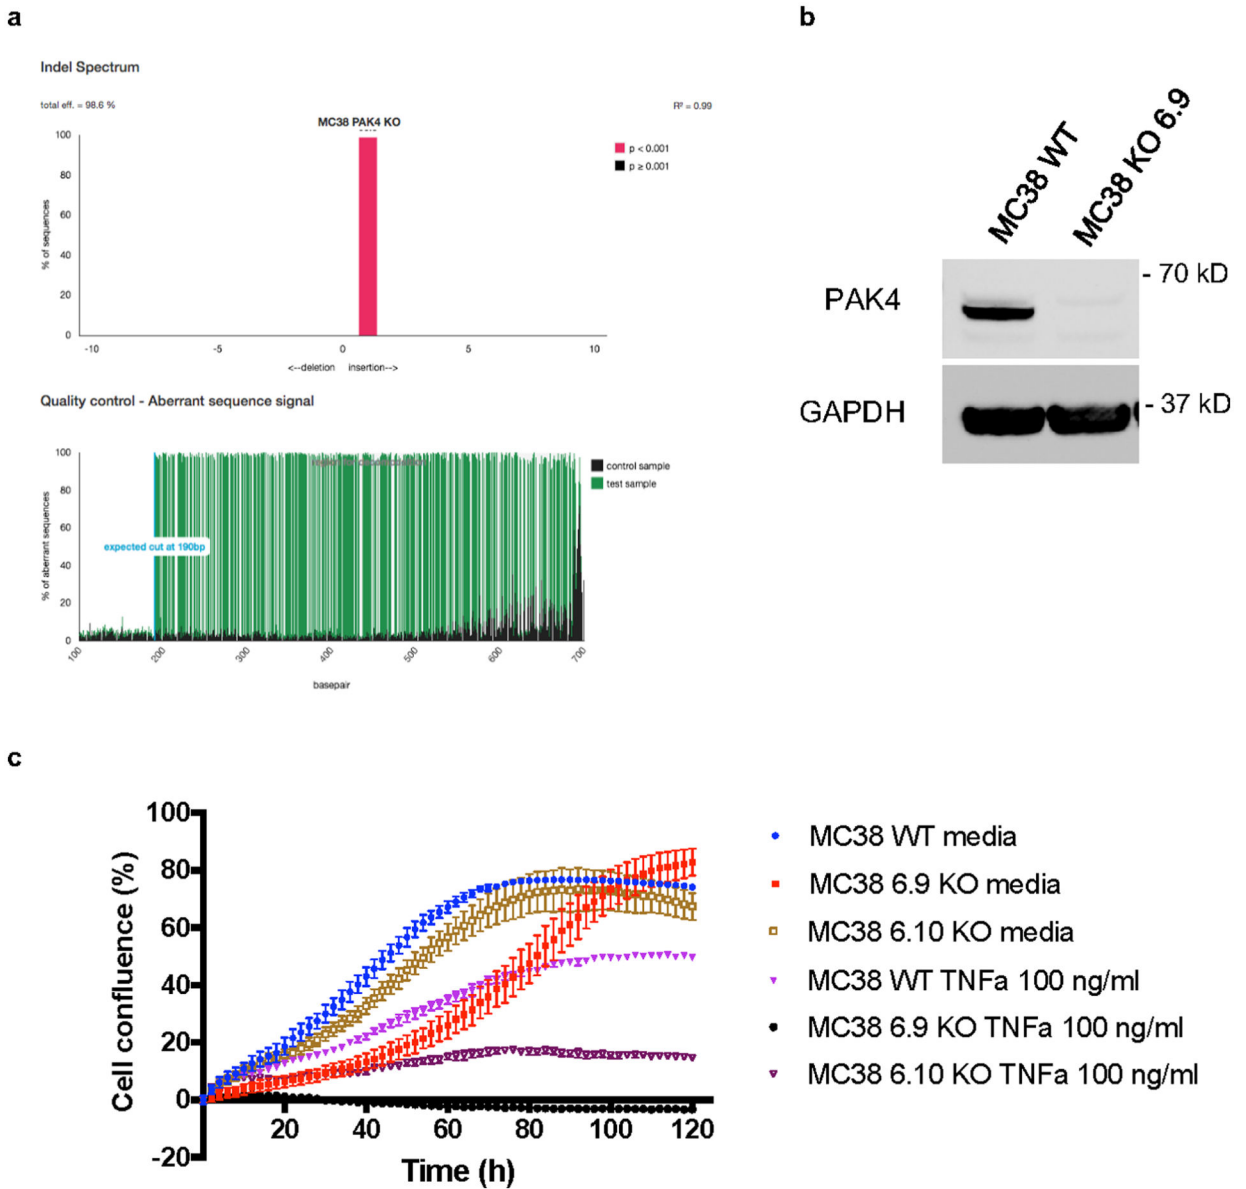 a
Indel Spectrum
total eff. = 98.6 %
R² = 0.99
MC38 PAK4 KO
p < 0.001
p ≥ 0.001
% of sequences
100
80
60
40
20
0
-10 -5 0 5 10
<--deletion insertion-->
Quality control - Aberrant sequence signal
control sample
test sample
expected cut at 190bp
% of aberrant sequences
100
80
60
40
20
0
100 200 300 400 500 600 700
basepair
b
MC38 WT
MC38 KO 6.9
PAK4
- 70 kD
GAPDH
- 37 kD
c
Cell confluence (%)
100
80
60
40
20
0
-20
20 40 60 80 100 120
Time (h)
MC38 WT media
MC38 6.9 KO media
MC38 6.10 KO media
MC38 WT TNFa 100 ng/ml
MC38 6.9 KO TNFa 100 ng/ml
MC38 6.10 KO TNFa 100 ng/ml